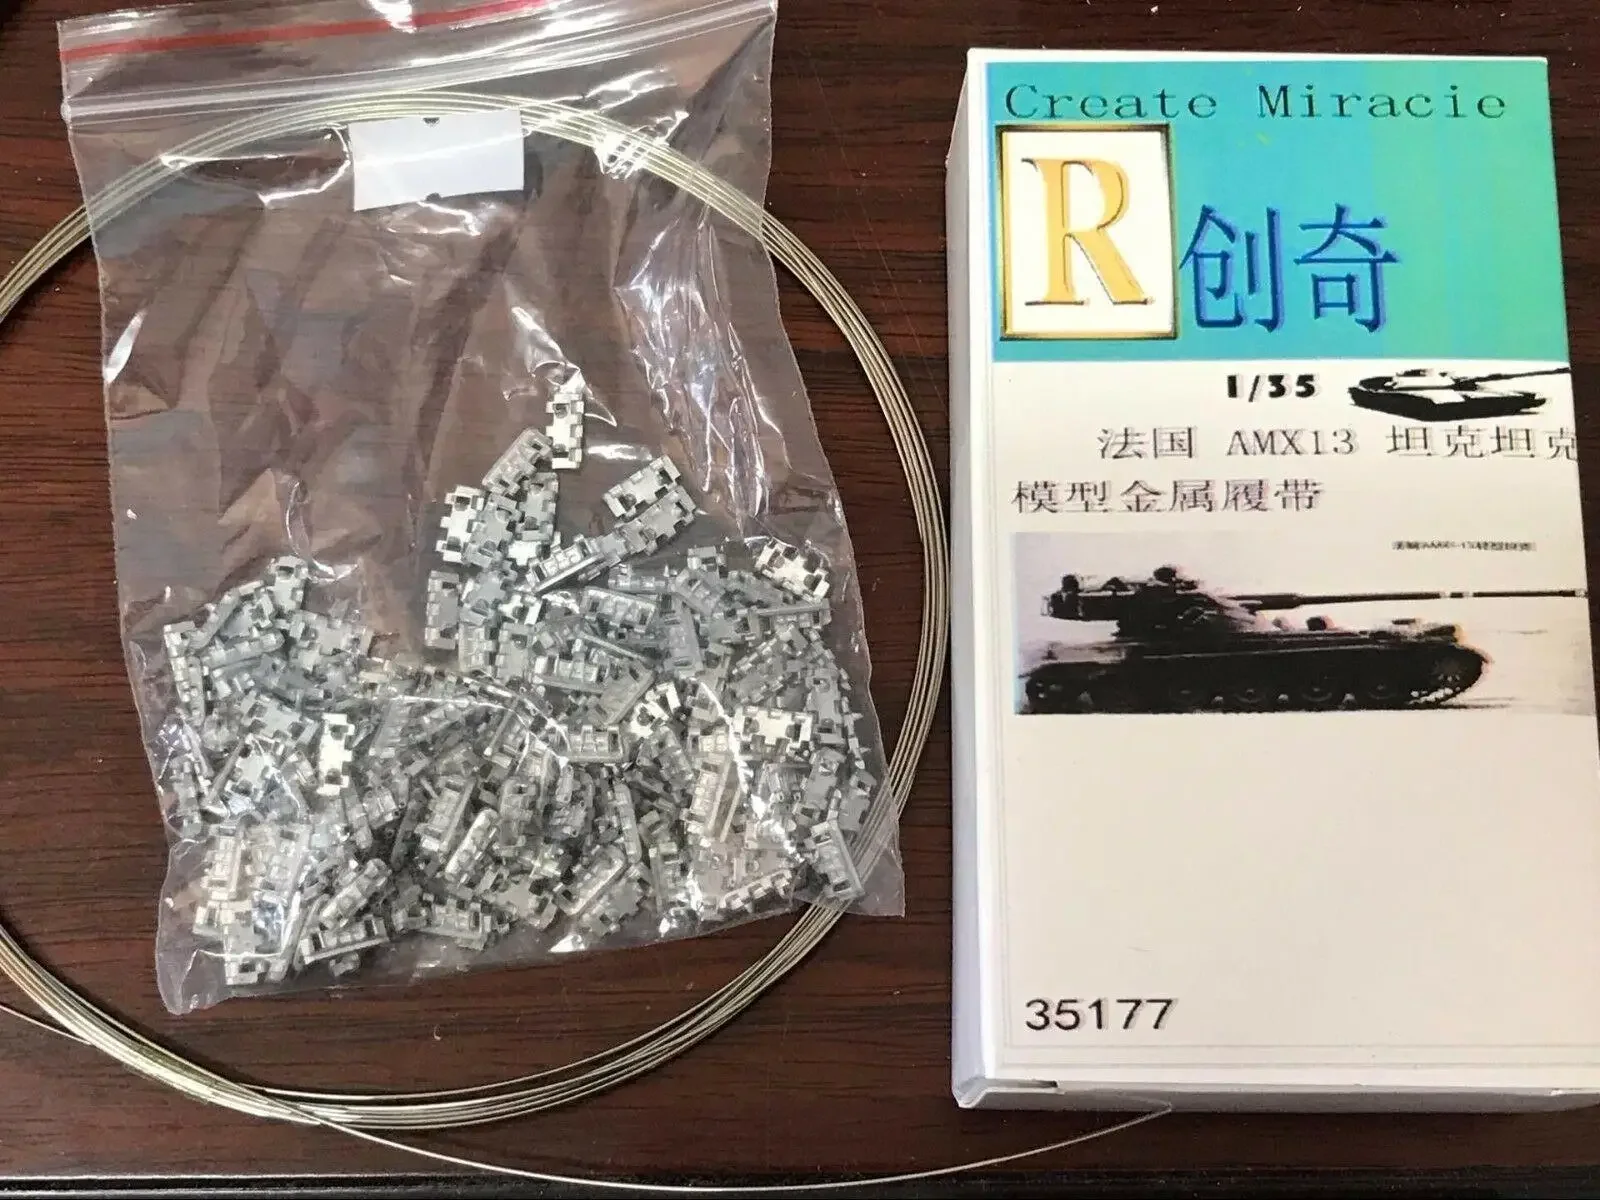 Create Miracie
R 创奇
1/35
法国 AMX13 坦克坦克
模型金属履带
35177